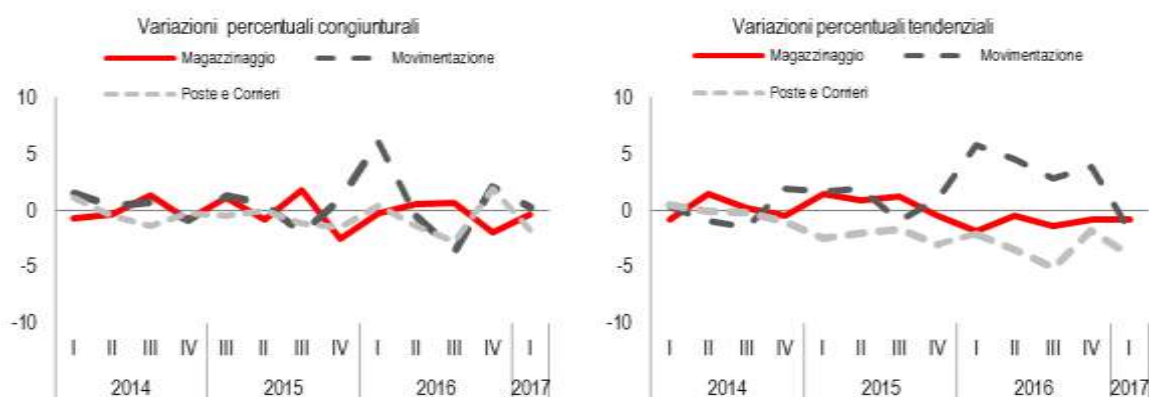 Variazioni percentuali congiunturali
Magazzinaggio
Movimentazione
Poste e Corrieri
10
5
0
-5
-10
I II III IV III II III IV I II III IV I
2014 2015 2016 2017
Variazioni percentuali tendenziali
Magazzinaggio
Movimentazione
Poste e Corrieri
10
5
0
-5
-10
I II III IV I II III IV I II III IV I
2014 2015 2016 2017